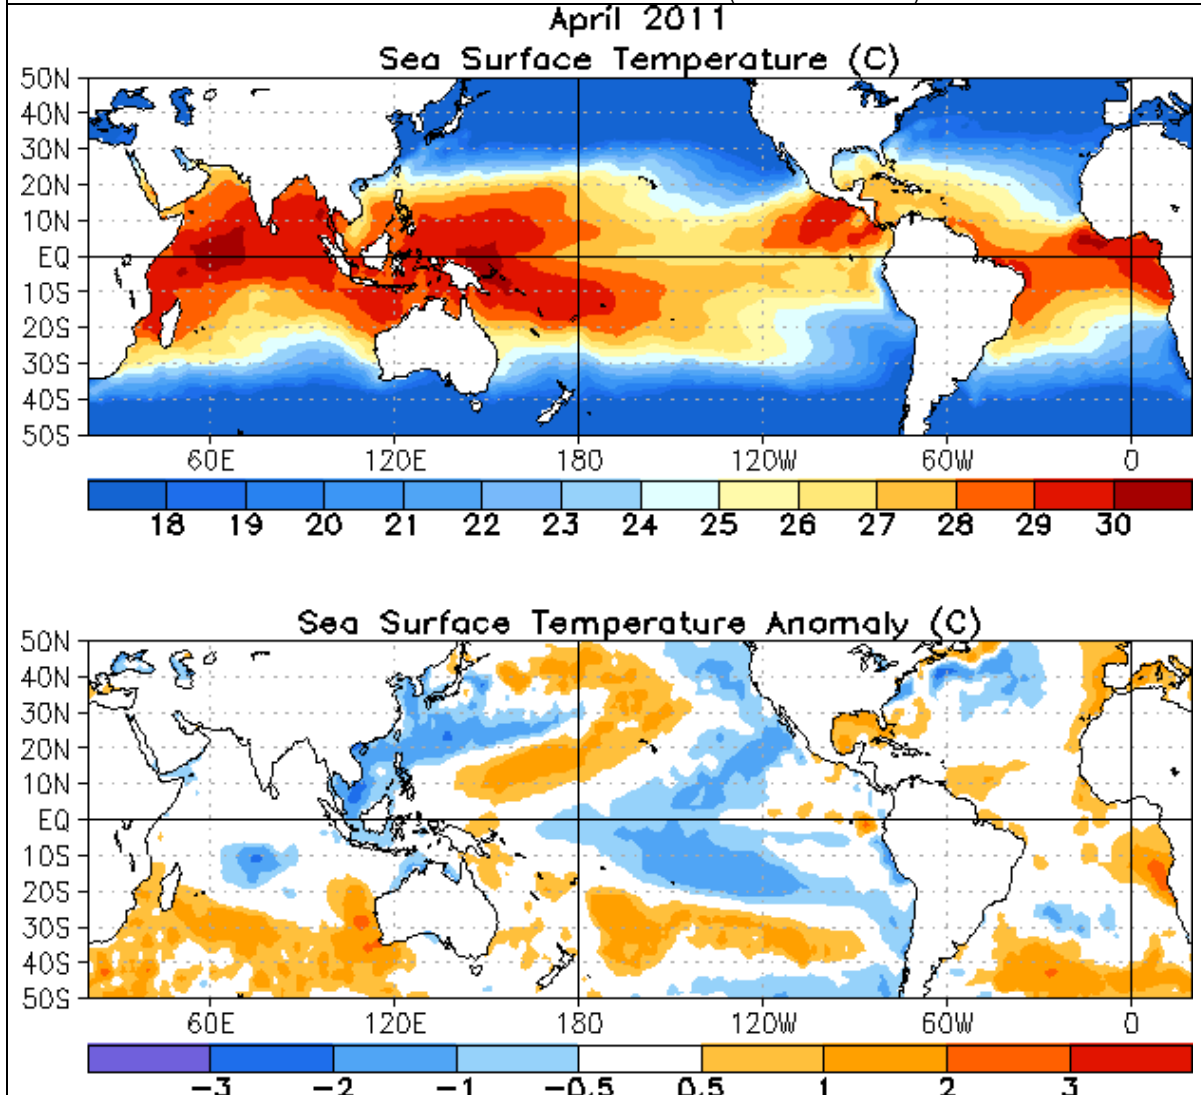 April 2011
Sea Surface Temperature (C)
50N
40N
30N
20N
10N
EQ
10S
20S
30S
40S
50S
60E 120E 180 120W 60W 0
18 19 20 21 22 23 24 25 26 27 28 29 30
Sea Surface Temperature Anomaly (C)
50N
40N
30N
20N
10N
EQ
10S
20S
30S
40S
50S
60E 120E 180 120W 60W 0
-3 -2 -1 -0.5 0.5 1 2 3